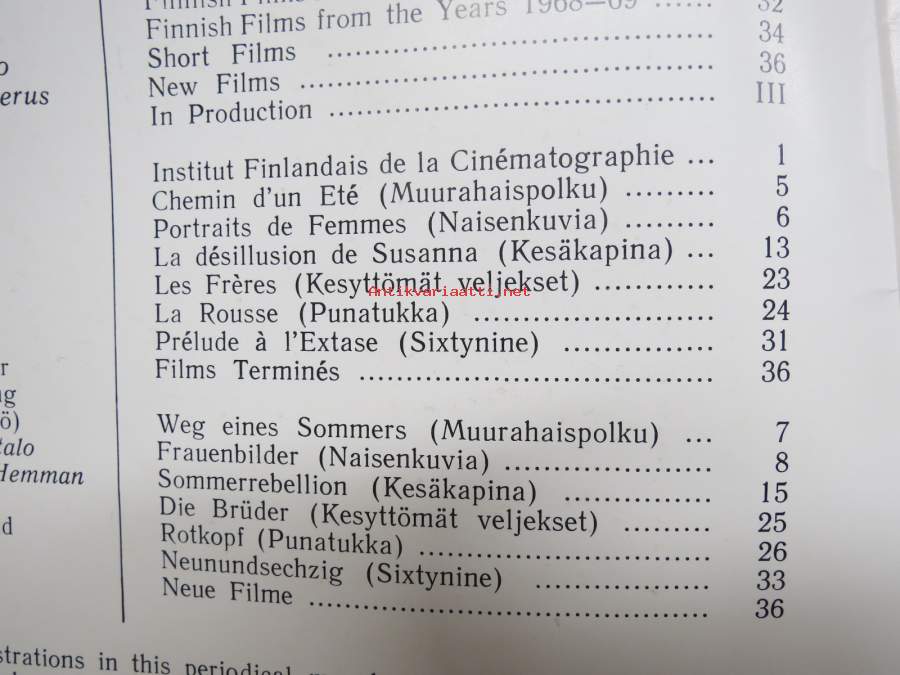 Finnish Films from the Years 1968—69 ...... 32
Short Films ........................ 34
New Films ........................ 36
In Production ........................ III
Institut Finlandais de la Cinématographie ... 1
Chemin d'un Eté (Muurahaispolku) ......... 5
Portraits de Femmes (Naisenkuvia) ......... 6
La désillusion de Susanna (Kesäkapina) ... 13
Les Frères (Kesyttömät veljekset) ............ 23
La Rousse (Punatukka) ........................ 24
Prélude à l'Extase (Sixtynine) ............... 31
Films Terminés .................................... 36
Weg eines Sommers (Muurahaispolku) ... 7
Frauenbilder (Naisenkuvia) ..................... 8
Sommerrebellion (Kesäkapina) ............... 15
Die Brüder (Kesyttömät veljekset) ......... 25
Rotkopf (Punatukka) .............................. 26
Neunundsechzig (Sixtynine) .................. 33
Neue Filme .......................................... 36
erus
ö)
talo
Hemman
strations in this periodical
Antikvariaatti.net